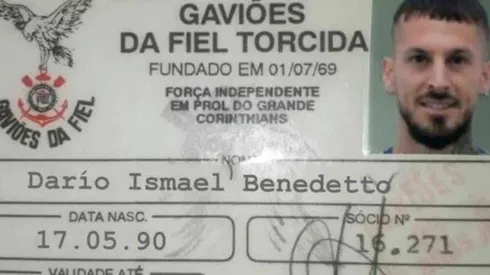 GAVIÕES
DA FIEL TORCIDA
FUNDADO EM 01/07/69
FORÇA INDEPENDENTE
EM PROL DO GRANDE
CORINTHIANS
GAVIÕES DA FIEL
NOME
Darío Ismael Benedetto
DATA NASC.
17.05.90
SÓCIO Nº
16.271
VALIDADE ATÉ